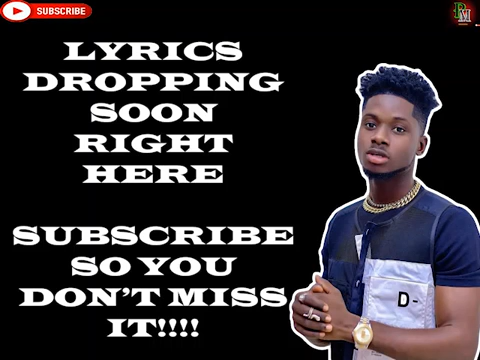 SUBSCRIBE
LYRICS
DROPPING
SOON
RIGHT
HERE
SUBSCRIBE
SO YOU
DON'T MISS
IT!!!!
D-